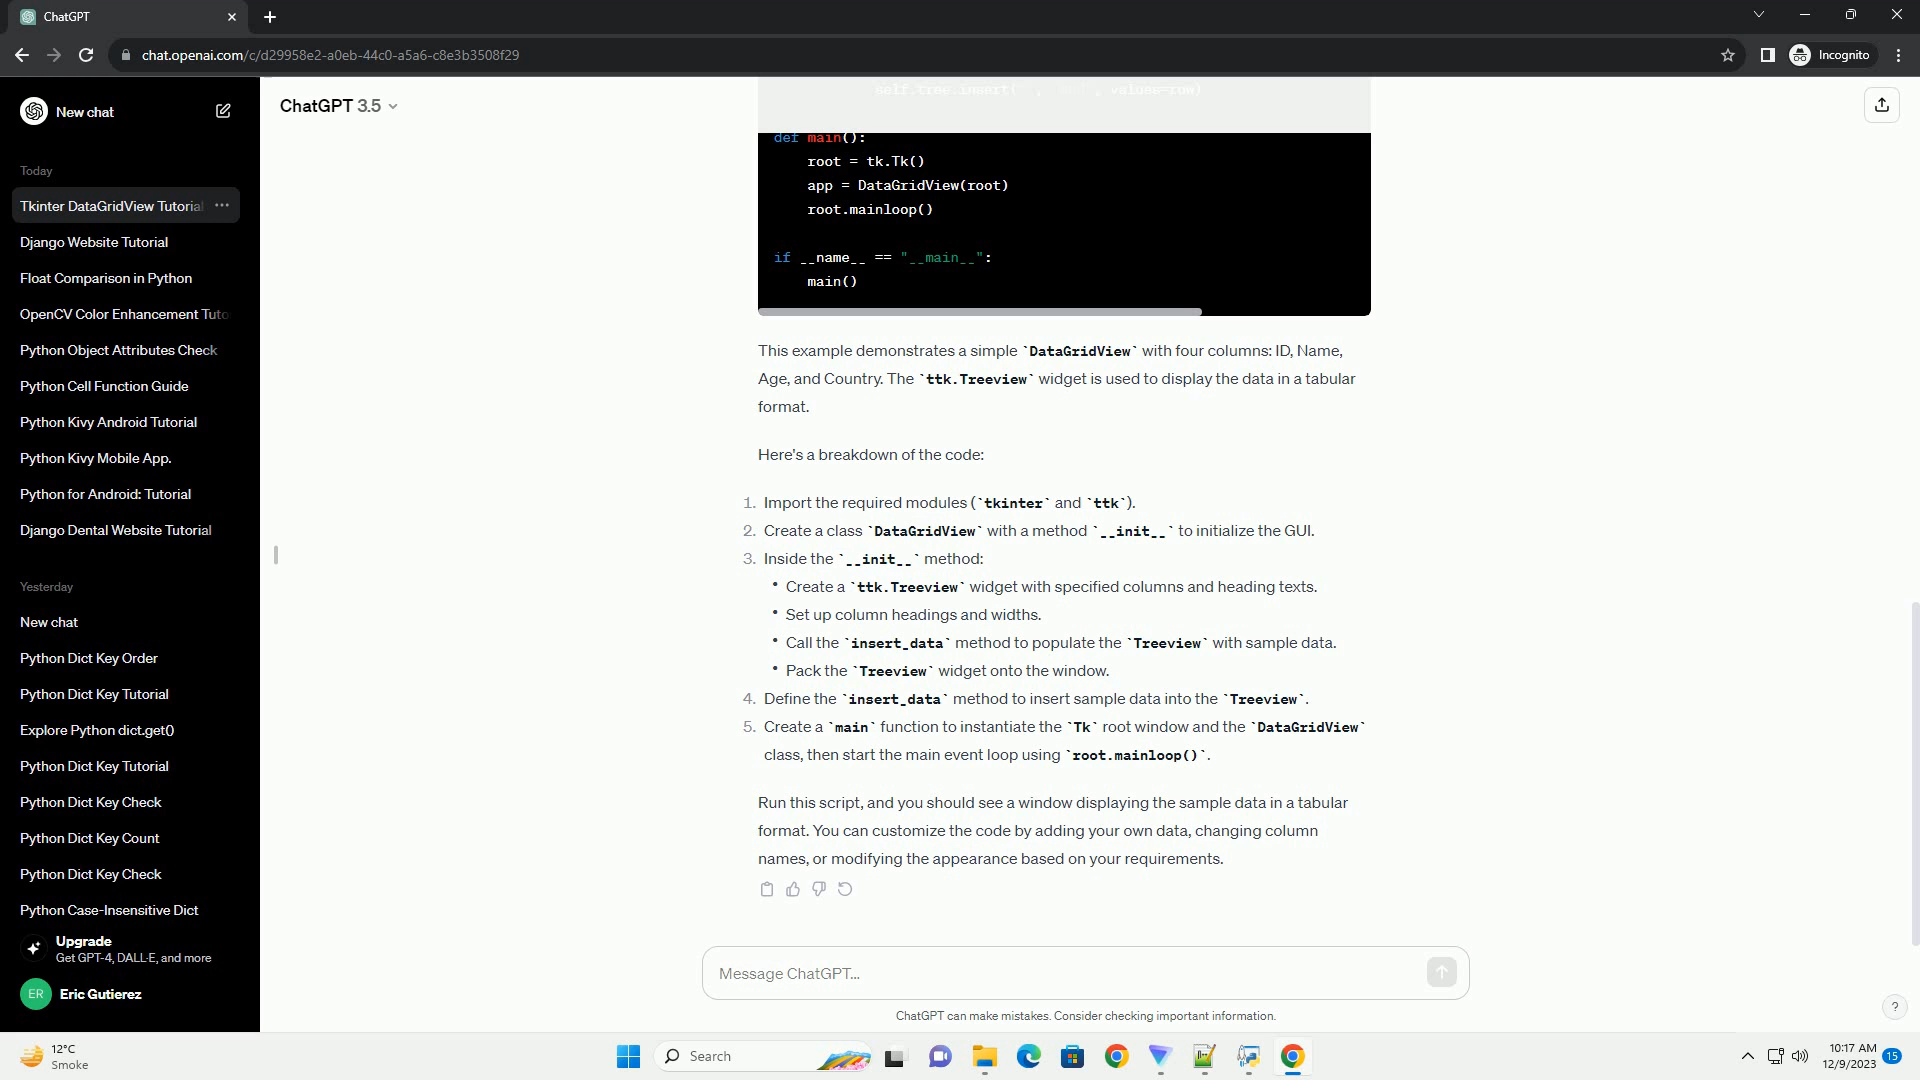 ChatGPT
chat.openai.com/c/d29958e2-a0eb-44c0-a5a6-c8e3b3508f29
Incognito
New chat
Today
Tkinter DataGridView Tutorial
Django Website Tutorial
Float Comparison in Python
OpenCV Color Enhancement Tuto
Python Object Attributes Check
Python Cell Function Guide
Python Kivy Android Tutorial
Python Kivy Mobile App.
Python for Android: Tutorial
Django Dental Website Tutorial
Yesterday
New chat
Python Dict Key Order
Python Dict Key Tutorial
Explore Python dict.get()
Python Dict Key Tutorial
Python Dict Key Check
Python Dict Key Count
Python Dict Key Check
Python Case-Insensitive Dict
Upgrade
Get GPT-4, DALL·E, and more
ER
Eric Gutierez
ChatGPT 3.5
self.tree.insert( values=row)
def main():
root = tk.Tk()
app = DataGridView(root)
root.mainloop()
if __name__ == "__main__":
main()
This example demonstrates a simple `DataGridView` with four columns: ID, Name,
Age, and Country. The `ttk.Treeview` widget is used to display the data in a tabular
format.
Here's a breakdown of the code:
1. Import the required modules (`tkinter` and `ttk`).
2. Create a class `DataGridView` with a method `__init__` to initialize the GUI.
3. Inside the `__init__` method:
• Create a `ttk.Treeview` widget with specified columns and heading texts.
• Set up column headings and widths.
• Call the `insert_data` method to populate the `Treeview` with sample data.
• Pack the `Treeview` widget onto the window.
4. Define the `insert_data` method to insert sample data into the `Treeview`.
5. Create a `main` function to instantiate the `Tk` root window and the `DataGridView`
class, then start the main event loop using `root.mainloop()`.
Run this script, and you should see a window displaying the sample data in a tabular
format. You can customize the code by adding your own data, changing column
names, or modifying the appearance based on your requirements.
Message ChatGPT...
ChatGPT can make mistakes. Consider checking important information.
?
12°C
Smoke
Search
10:17 AM
12/9/2023
15